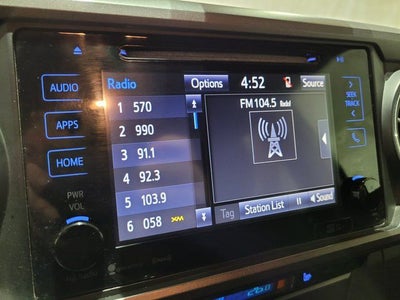 Radio Options 4:52 Source
AUDIO
APPS
HOME
PWR
VOL
1 570
2 990
3 91.1
4 92.3
5 103.9
6 058 XM
FM 104.5
Tag Station List Sound
SEEK
TRACK